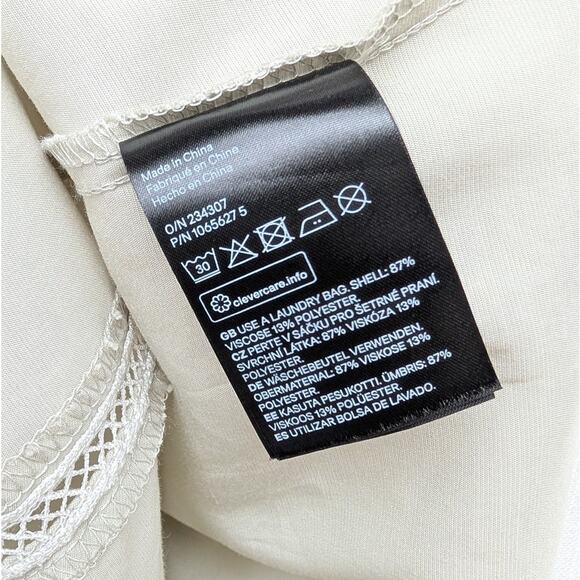 Made in China
Fabriqué en Chine
Hecho en China
O/N 234307
P/N 1065627 5
30
clevercare.info
GB USE A LAUNDRY BAG. SHELL: 87%
VISCOSE 13% POLYESTER.
CZ PERTE V SÁČKU PRO ŠETRNÉ PRANÍ.
SVRCHNÍ LÁTKA: 87% VISKÓZA 13%
POLYESTER.
DE WÄSCHEBEUTEL VERWENDEN.
OBERMATERIAL: 87% VISKOSE 13%
POLYESTER.
EE KASUTA PESUKOTTI. ÜMBRIS: 87%
VISKOOS 13% POLÜESTER.
ES UTILIZAR BOLSA DE LAVADO.